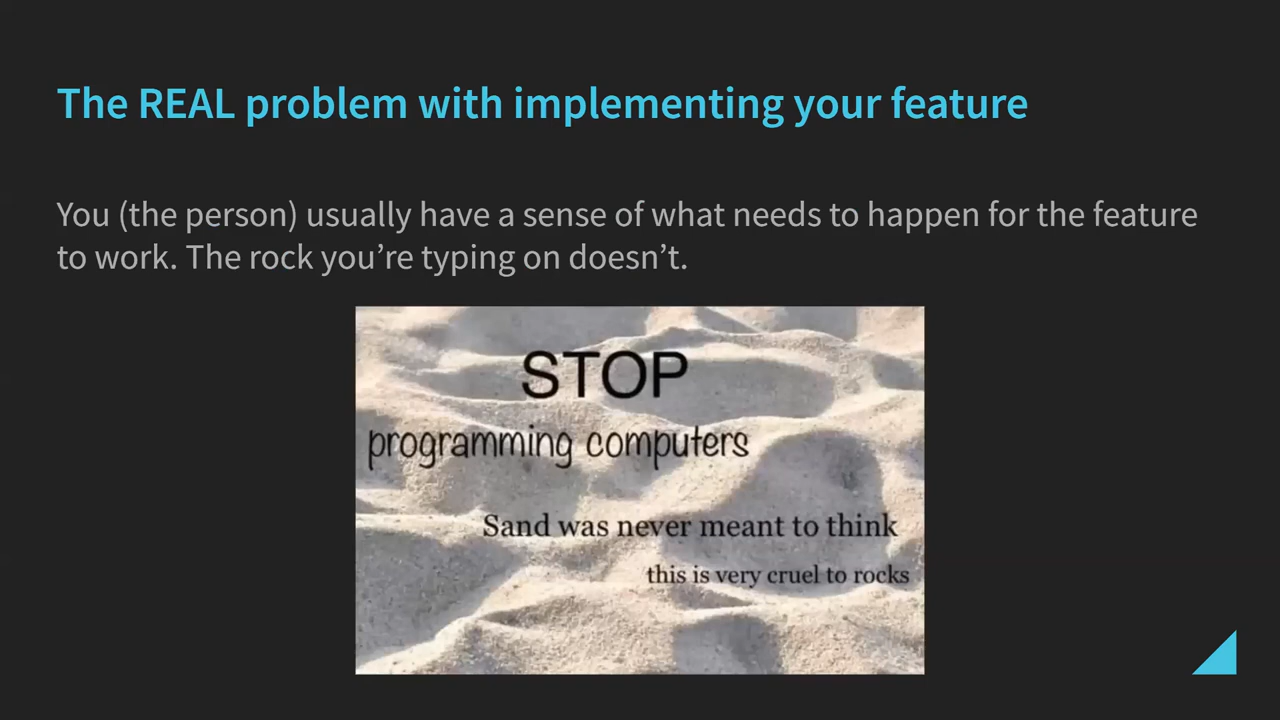 The REAL problem with implementing your feature
You (the person) usually have a sense of what needs to happen for the feature
to work. The rock you’re typing on doesn’t.
STOP
programming computers
Sand was never meant to think
this is very cruel to rocks